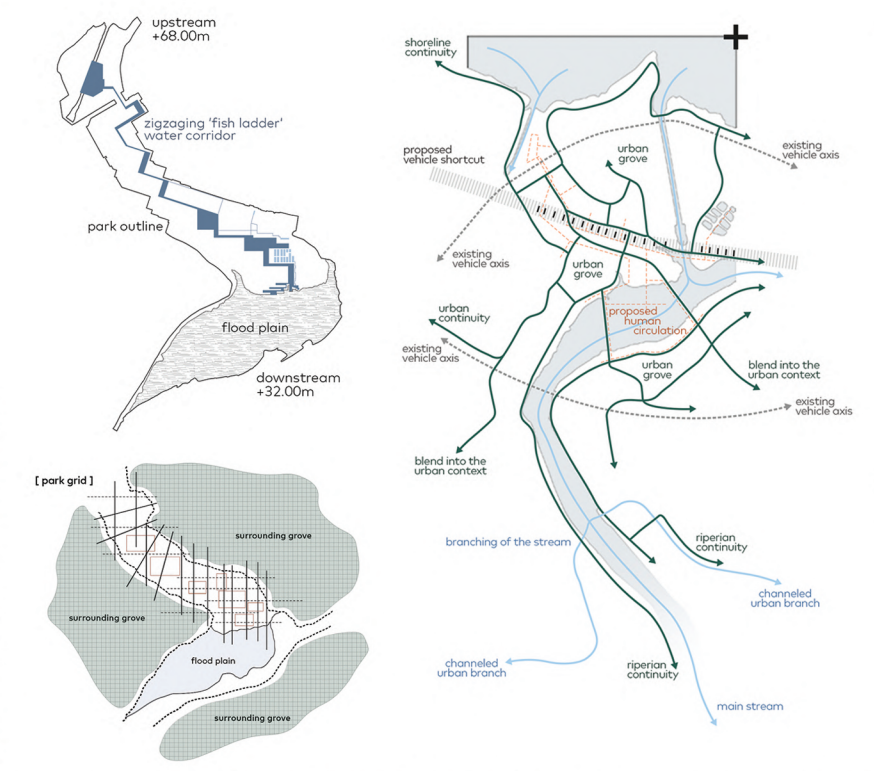 upstream
+68.00m
zigzaging 'fish ladder'
water corridor
park outline
flood plain
downstream
+32.00m
[ park grid ]
surrounding grove
surrounding grove
flood plain
surrounding grove
shoreline
continuity
proposed
vehicle shortcut
urban
grove
existing
vehicle axis
existing
vehicle axis
urban
grove
urban
continuity
proposed
human
circulation
existing
vehicle axis
urban
grove
blend into the
urban context
existing
vehicle axis
blend into the
urban context
branching of the stream
riperian
continuity
channeled
urban branch
channeled
urban branch
riperian
continuity
main stream